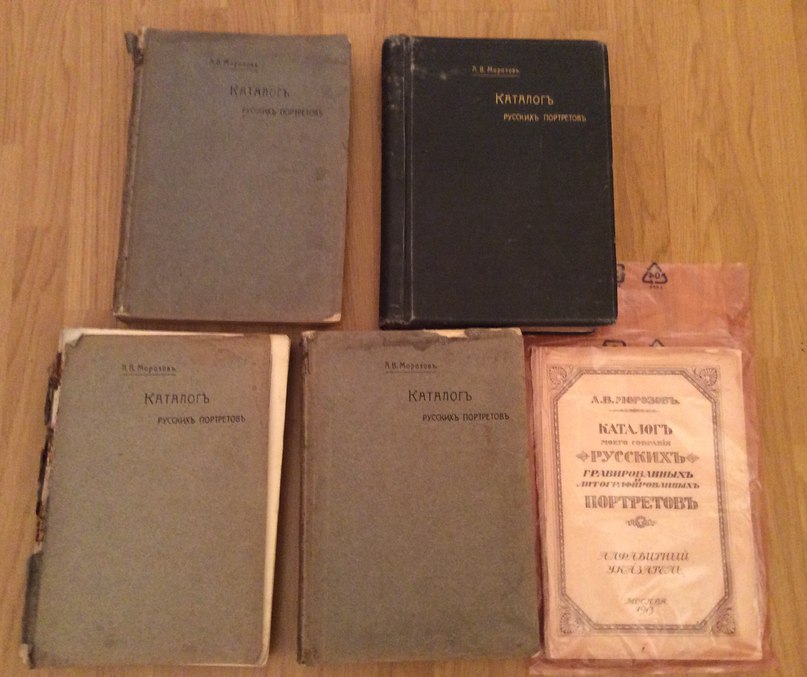 А. В. Морозовъ.
КАТАЛОГЪ
РУССКИХЪ ПОРТРЕТОВЪ
А. В. Морозовъ.
КАТАЛОГЪ
РУССКИХЪ ПОРТРЕТОВЪ
А. В. Морозовъ.
КАТАЛОГЪ
РУССКИХЪ ПОРТРЕТОВЪ
А. В. Морозовъ.
КАТАЛОГЪ
РУССКИХЪ ПОРТРЕТОВЪ
А. В. МОРОЗОВЪ.
КАТАЛОГЪ
МОЕГО СОБРАНІЯ
РУССКИХЪ
ГРАВИРОВАННЫХЪ
И
ЛИТОГРАФИРОВАННЫХЪ
ПОРТРЕТОВЪ
АЛФАВИТНЫЙ
УКАЗАТЕЛЬ
МОСКВА
1913